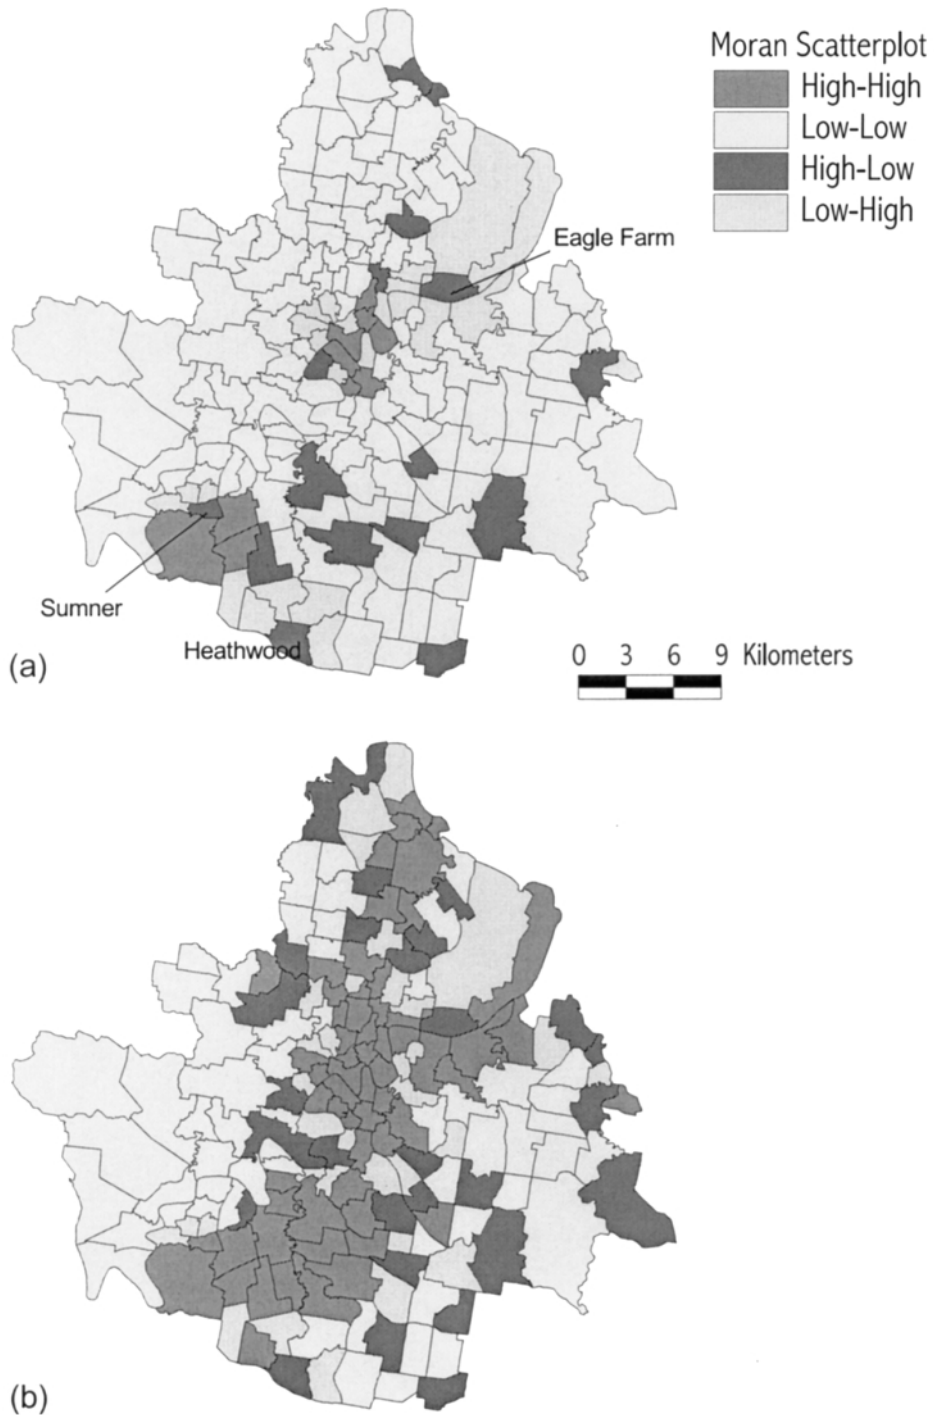 Moran Scatterplot
High-High
Low-Low
High-Low
Low-High
Eagle Farm
Sumner
Heathwood
(a)
0 3 6 9 Kilometers
(b)